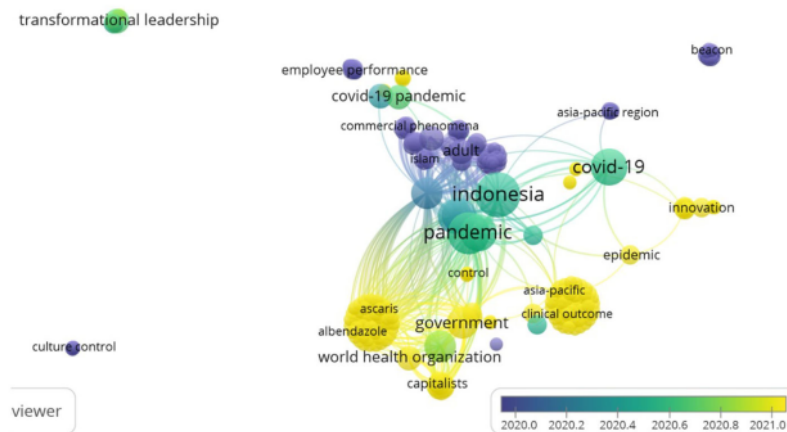 transformational leadership
beacon
employee performance
covid-19 pandemic
asia-pacific region
commercial phenomena
adult
islam
covid-19
indonesia
innovation
pandemic
epidemic
control
asia-pacific
ascaris
clinical outcome
government
albendazole
culture control
world health organization
capitalists
viewer
2020.0 2020.2 2020.4 2020.6 2020.8 2021.0